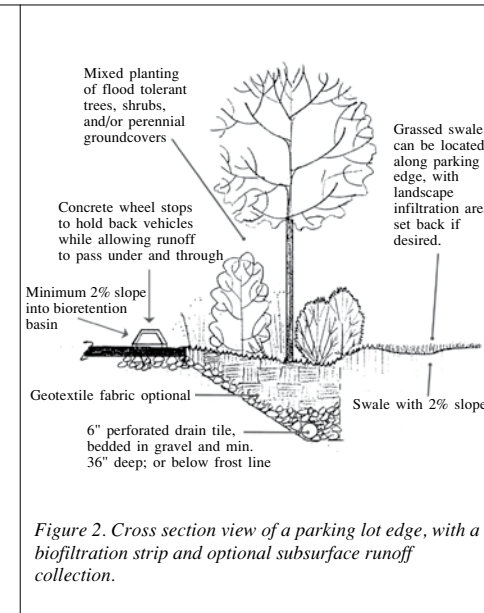 Mixed planting
of flood tolerant
trees, shrubs,
and/or perennial
groundcovers
Grassed swale
can be located
along parking
edge, with
landscape
infiltration are
set back if
desired.
Concrete wheel stops
to hold back vehicles
while allowing runoff
to pass under and through
Minimum 2% slope
into bioretention
basin
Geotextile fabric optional
Swale with 2% slope
6" perforated drain tile,
bedded in gravel and min.
36" deep; or below frost line
Figure 2. Cross section view of a parking lot edge, with a
biofiltration strip and optional subsurface runoff
collection.